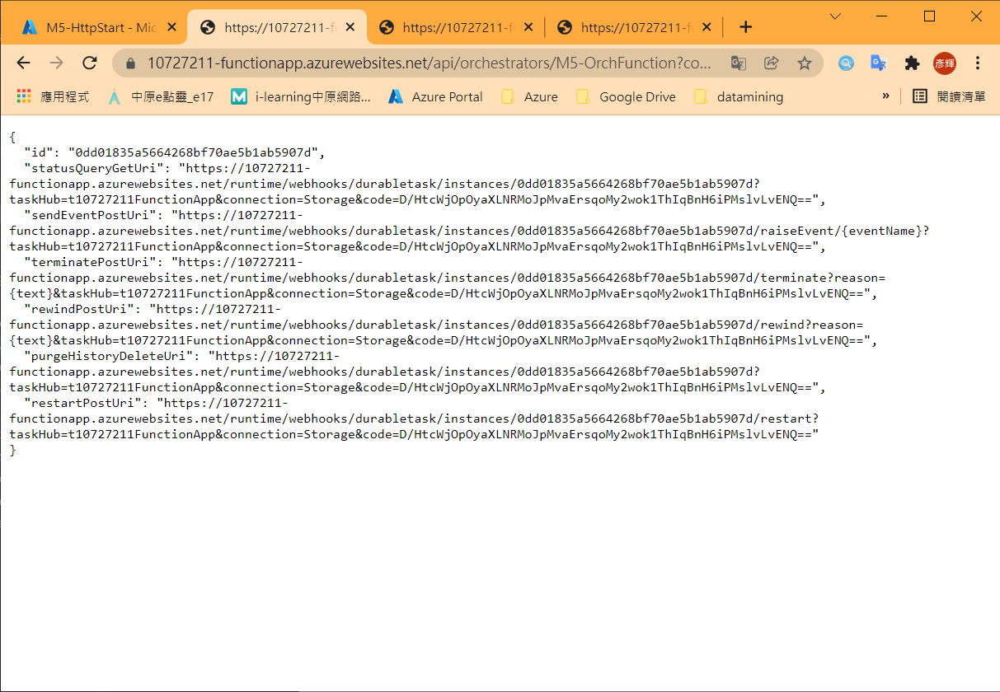 M5-HttpStart - Mic
https://10727211-f
https://10727211-f
https://10727211-f
10727211-functionapp.azurewebsites.net/api/orchestrators/M5-OrchFunction?co...
彥輝
應用程式
中原e點靈_e17
i-learning中原網路...
Azure Portal
Azure
Google Drive
datamining
»
閱讀清單
{
  "id": "0dd01835a5664268bf70ae5b1ab5907d",
  "statusQueryGetUri": "https://10727211-
functionapp.azurewebsites.net/runtime/webhooks/durabletask/instances/0dd01835a5664268bf70ae5b1ab5907d?
taskHub=t10727211FunctionApp&connection=Storage&code=D/HtcWjOpOyaXLNRMoJpMvaErsqoMy2wok1ThIqBnH6iPMslvLvENQ==",
  "sendEventPostUri": "https://10727211-
functionapp.azurewebsites.net/runtime/webhooks/durabletask/instances/0dd01835a5664268bf70ae5b1ab5907d/raiseEvent/{eventName}?
taskHub=t10727211FunctionApp&connection=Storage&code=D/HtcWjOpOyaXLNRMoJpMvaErsqoMy2wok1ThIqBnH6iPMslvLvENQ==",
  "terminatePostUri": "https://10727211-
functionapp.azurewebsites.net/runtime/webhooks/durabletask/instances/0dd01835a5664268bf70ae5b1ab5907d/terminate?reason=
{text}&taskHub=t10727211FunctionApp&connection=Storage&code=D/HtcWjOpOyaXLNRMoJpMvaErsqoMy2wok1ThIqBnH6iPMslvLvENQ==",
  "rewindPostUri": "https://10727211-
functionapp.azurewebsites.net/runtime/webhooks/durabletask/instances/0dd01835a5664268bf70ae5b1ab5907d/rewind?reason=
{text}&taskHub=t10727211FunctionApp&connection=Storage&code=D/HtcWjOpOyaXLNRMoJpMvaErsqoMy2wok1ThIqBnH6iPMslvLvENQ==",
  "purgeHistoryDeleteUri": "https://10727211-
functionapp.azurewebsites.net/runtime/webhooks/durabletask/instances/0dd01835a5664268bf70ae5b1ab5907d?
taskHub=t10727211FunctionApp&connection=Storage&code=D/HtcWjOpOyaXLNRMoJpMvaErsqoMy2wok1ThIqBnH6iPMslvLvENQ==",
  "restartPostUri": "https://10727211-
functionapp.azurewebsites.net/runtime/webhooks/durabletask/instances/0dd01835a5664268bf70ae5b1ab5907d/restart?
taskHub=t10727211FunctionApp&connection=Storage&code=D/HtcWjOpOyaXLNRMoJpMvaErsqoMy2wok1ThIqBnH6iPMslvLvENQ=="
}